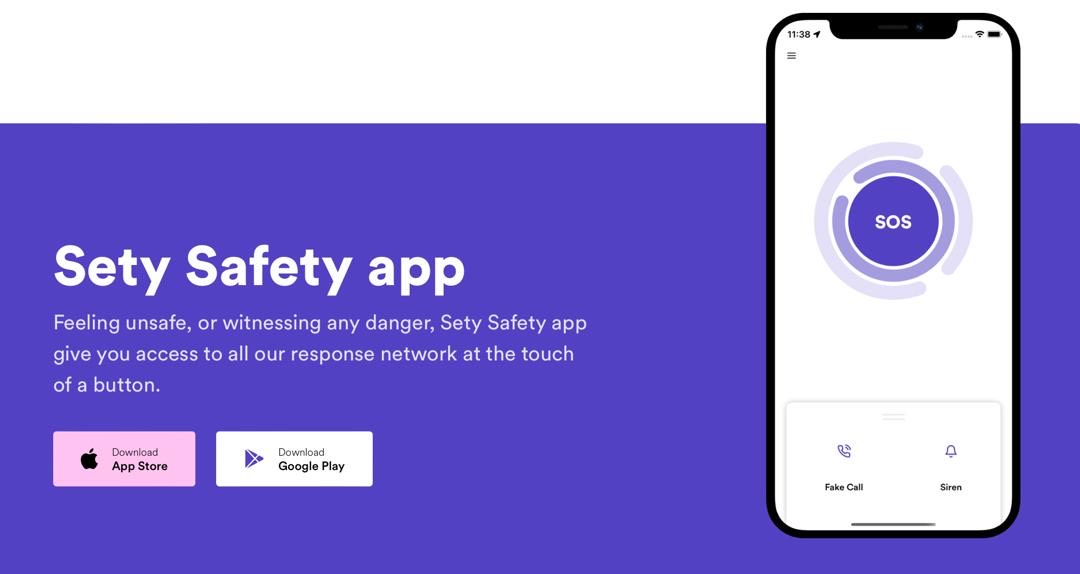 Sety Safety app
Feeling unsafe, or witnessing any danger, Sety Safety app
give you access to all our response network at the touch
of a button.
Download
App Store
Download
Google Play
11:38
SOS
Fake Call
Siren